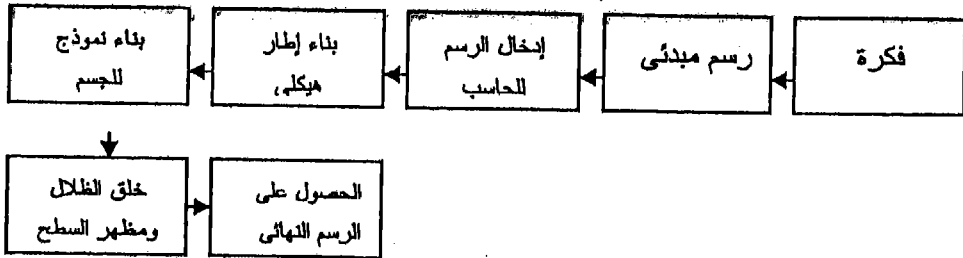 فكرة
رسم مبدئى
إدخال الرسم
للحاسب
بناء إطار
هيكلى
بناء نموذج
للجسم
خلق الظلال
ومظهر السطح
الحصول على
الرسم النهائى